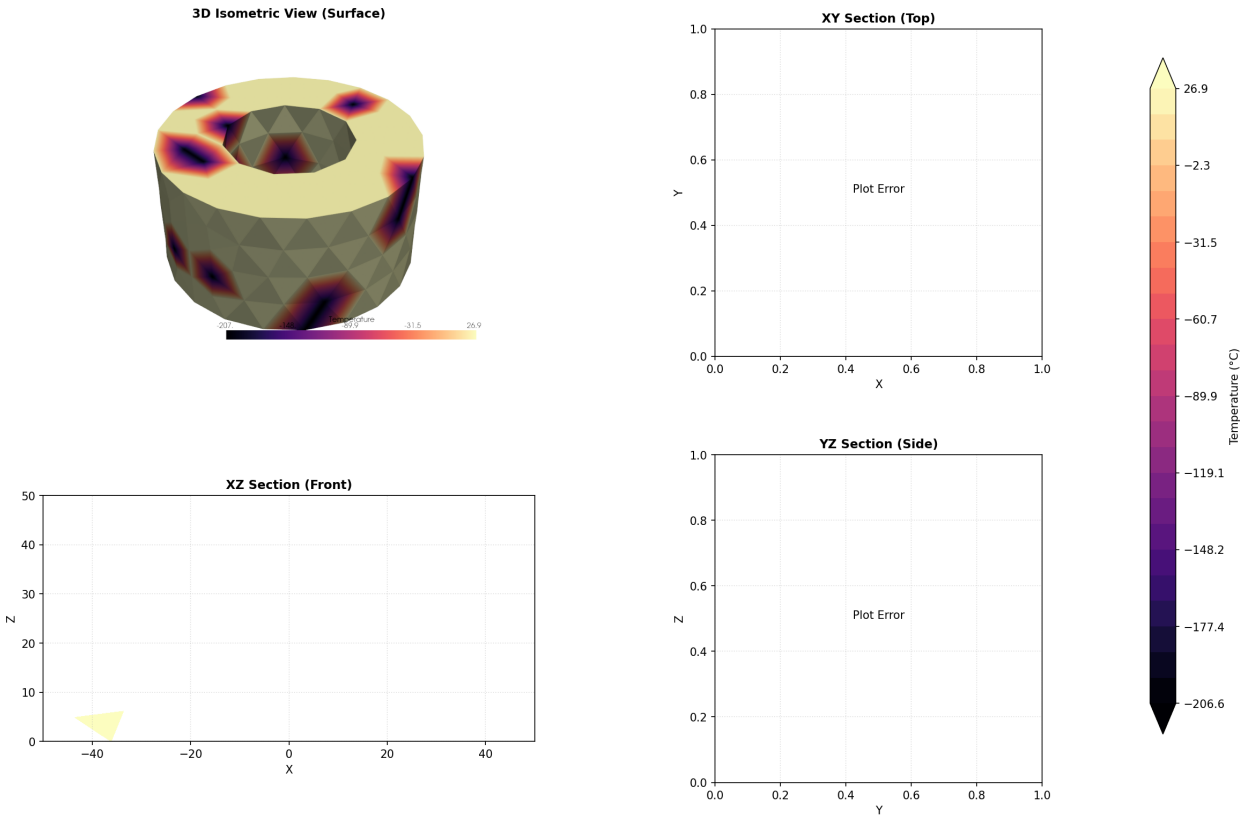 3D Isometric View (Surface)
Temperature
-207.
-89.9
-31.5
26.9
XY Section (Top)
1.0
0.8
0.6
0.4
0.2
0.0
Y
Plot Error
0.0 0.2 0.4 0.6 0.8 1.0
X
XZ Section (Front)
50
40
30
20
10
0
Z
−40 −20 0 20 40
X
YZ Section (Side)
1.0
0.8
0.6
0.4
0.2
0.0
Z
Plot Error
0.0 0.2 0.4 0.6 0.8 1.0
Y
26.9
−2.3
−31.5
−60.7
−89.9
−119.1
−148.2
−177.4
−206.6
Temperature (°C)